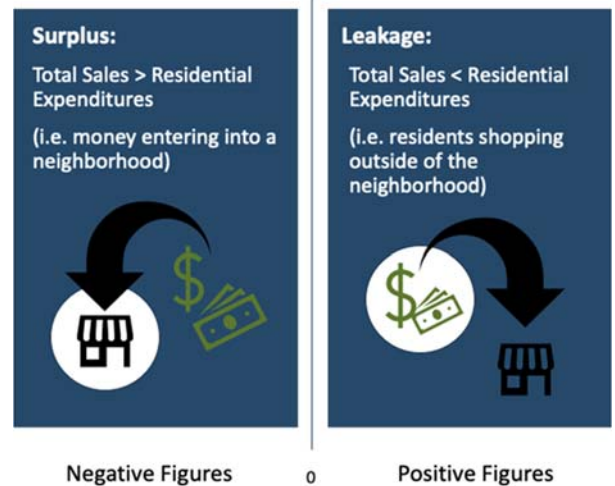 Surplus:
Total Sales > Residential
Expenditures
(i.e. money entering into a
neighborhood)
Leakage:
Total Sales < Residential
Expenditures
(i.e. residents shopping
outside of the
neighborhood)
$
$
Negative Figures
0
Positive Figures